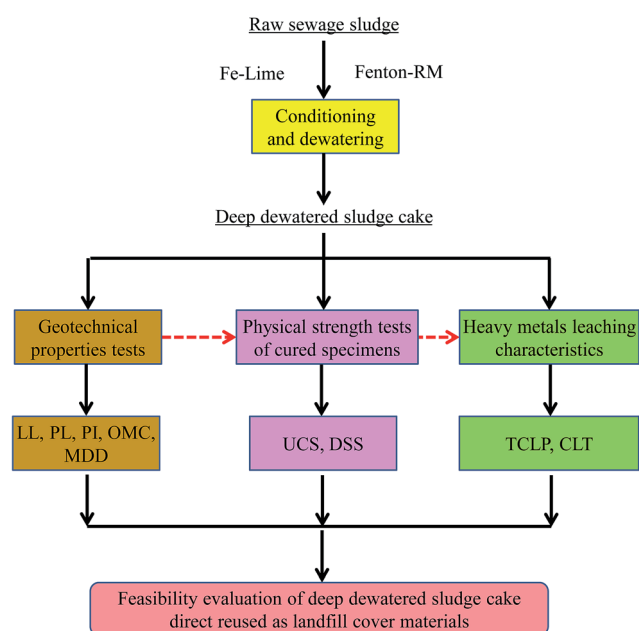 Raw sewage sludge
Fe-Lime
Fenton-RM
Conditioning
and dewatering
Deep dewatered sludge cake
Geotechnical
properties tests
Physical strength tests
of cured specimens
Heavy metals leaching
characteristics
LL, PL, PI, OMC,
MDD
UCS, DSS
TCLP, CLT
Feasibility evaluation of deep dewatered sludge cake
direct reused as landfill cover materials